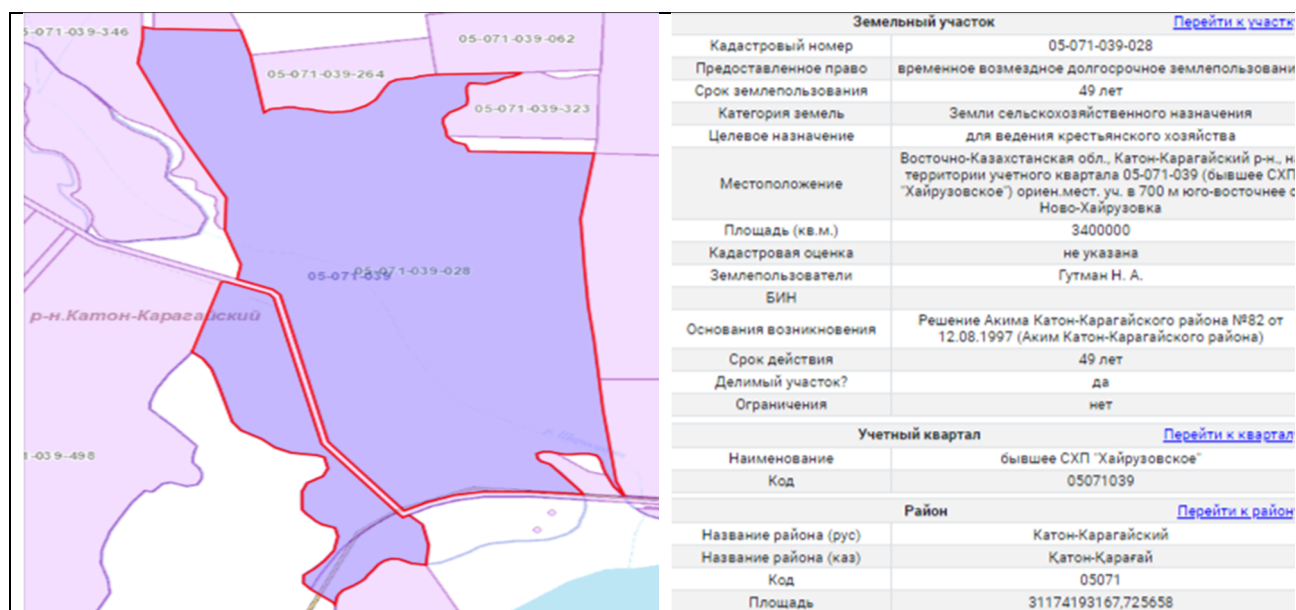 5-071-039-346
05-071-039-062
05-071-039-264
05-071-039-323
05-071-039
05-071-039-028
р-н.Катон-Карагайский
1-039-498
Земельный участок Перейти к участк
Кадастровый номер 05-071-039-028
Предоставленное право временное возмездное долгосрочное землепользовани
Срок землепользования 49 лет
Категория земель Земли сельскохозяйственного назначения
Целевое назначение для ведения крестьянского хозяйства
Местоположение
Восточно-Казахстанская обл., Катон-Карагайский р-н., на
территории учетного квартала 05-071-039 (бывшее СХП
"Хайрузовское") ориен.мест. уч. в 700 м юго-восточнее с
Ново-Хайрузовка
Площадь (кв.м.) 3400000
Кадастровая оценка не указана
Землепользователи Гутман Н. А.
БИН
Основания возникновения
Решение Акима Катон-Карагайского района №82 от
12.08.1997 (Аким Катон-Карагайского района)
Срок действия 49 лет
Делимый участок? да
Ограничения нет
Учетный квартал Перейти к квартал
Наименование бывшее СХП "Хайрузовское"
Код 05071039
Район Перейти к район
Название района (рус) Катон-Карагайский
Название района (каз) Қатон-Қарағай
Код 05071
Площадь 31174193167,725658